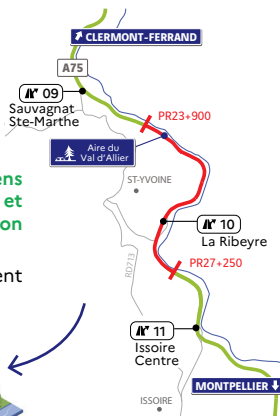 CLERMONT-FERRAND
A75
09
Sauvagnat
Ste-Marthe
PR23+900
Aire du
Val d'Allier
ens
et
on
ST-YVOINE
10
La Ribeyre
PR27+250
ent
RD713
11
Issoire
Centre
MONTPELLIER
ISSOIRE